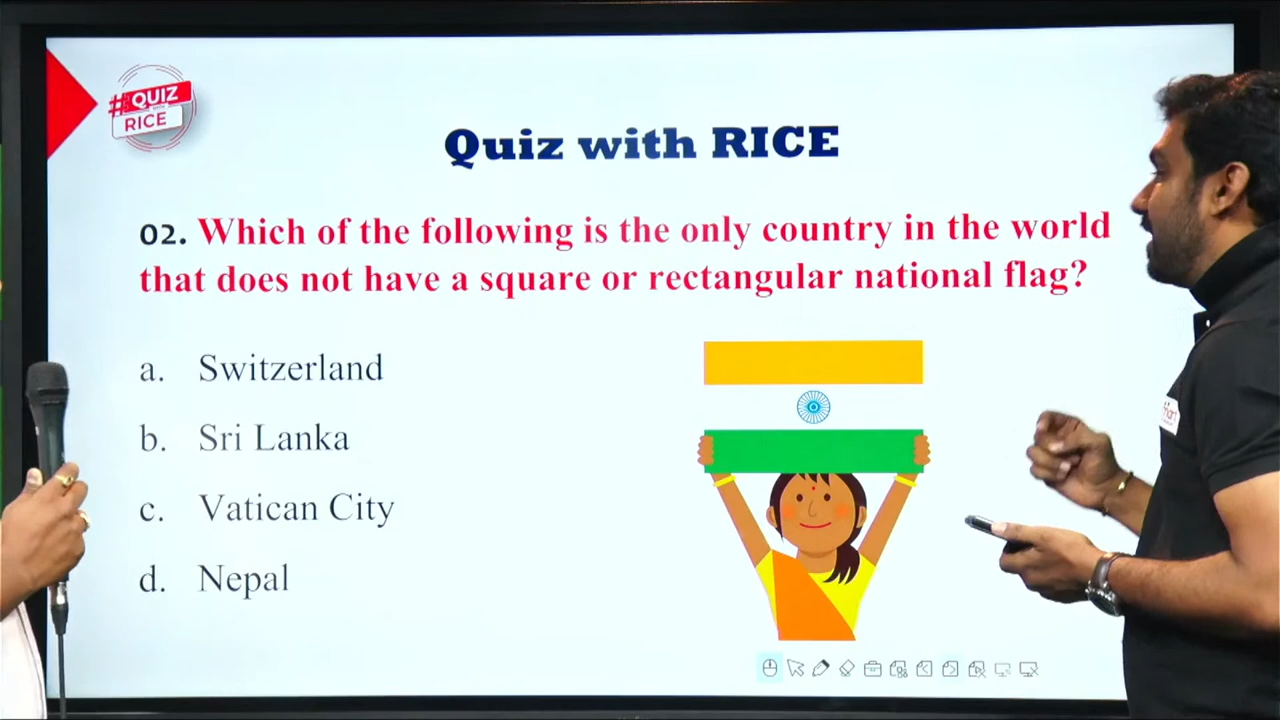 #QUIZ
RICE
Quiz with RICE
02. Which of the following is the only country in the world
that does not have a square or rectangular national flag?
a. Switzerland
b. Sri Lanka
c. Vatican City
d. Nepal